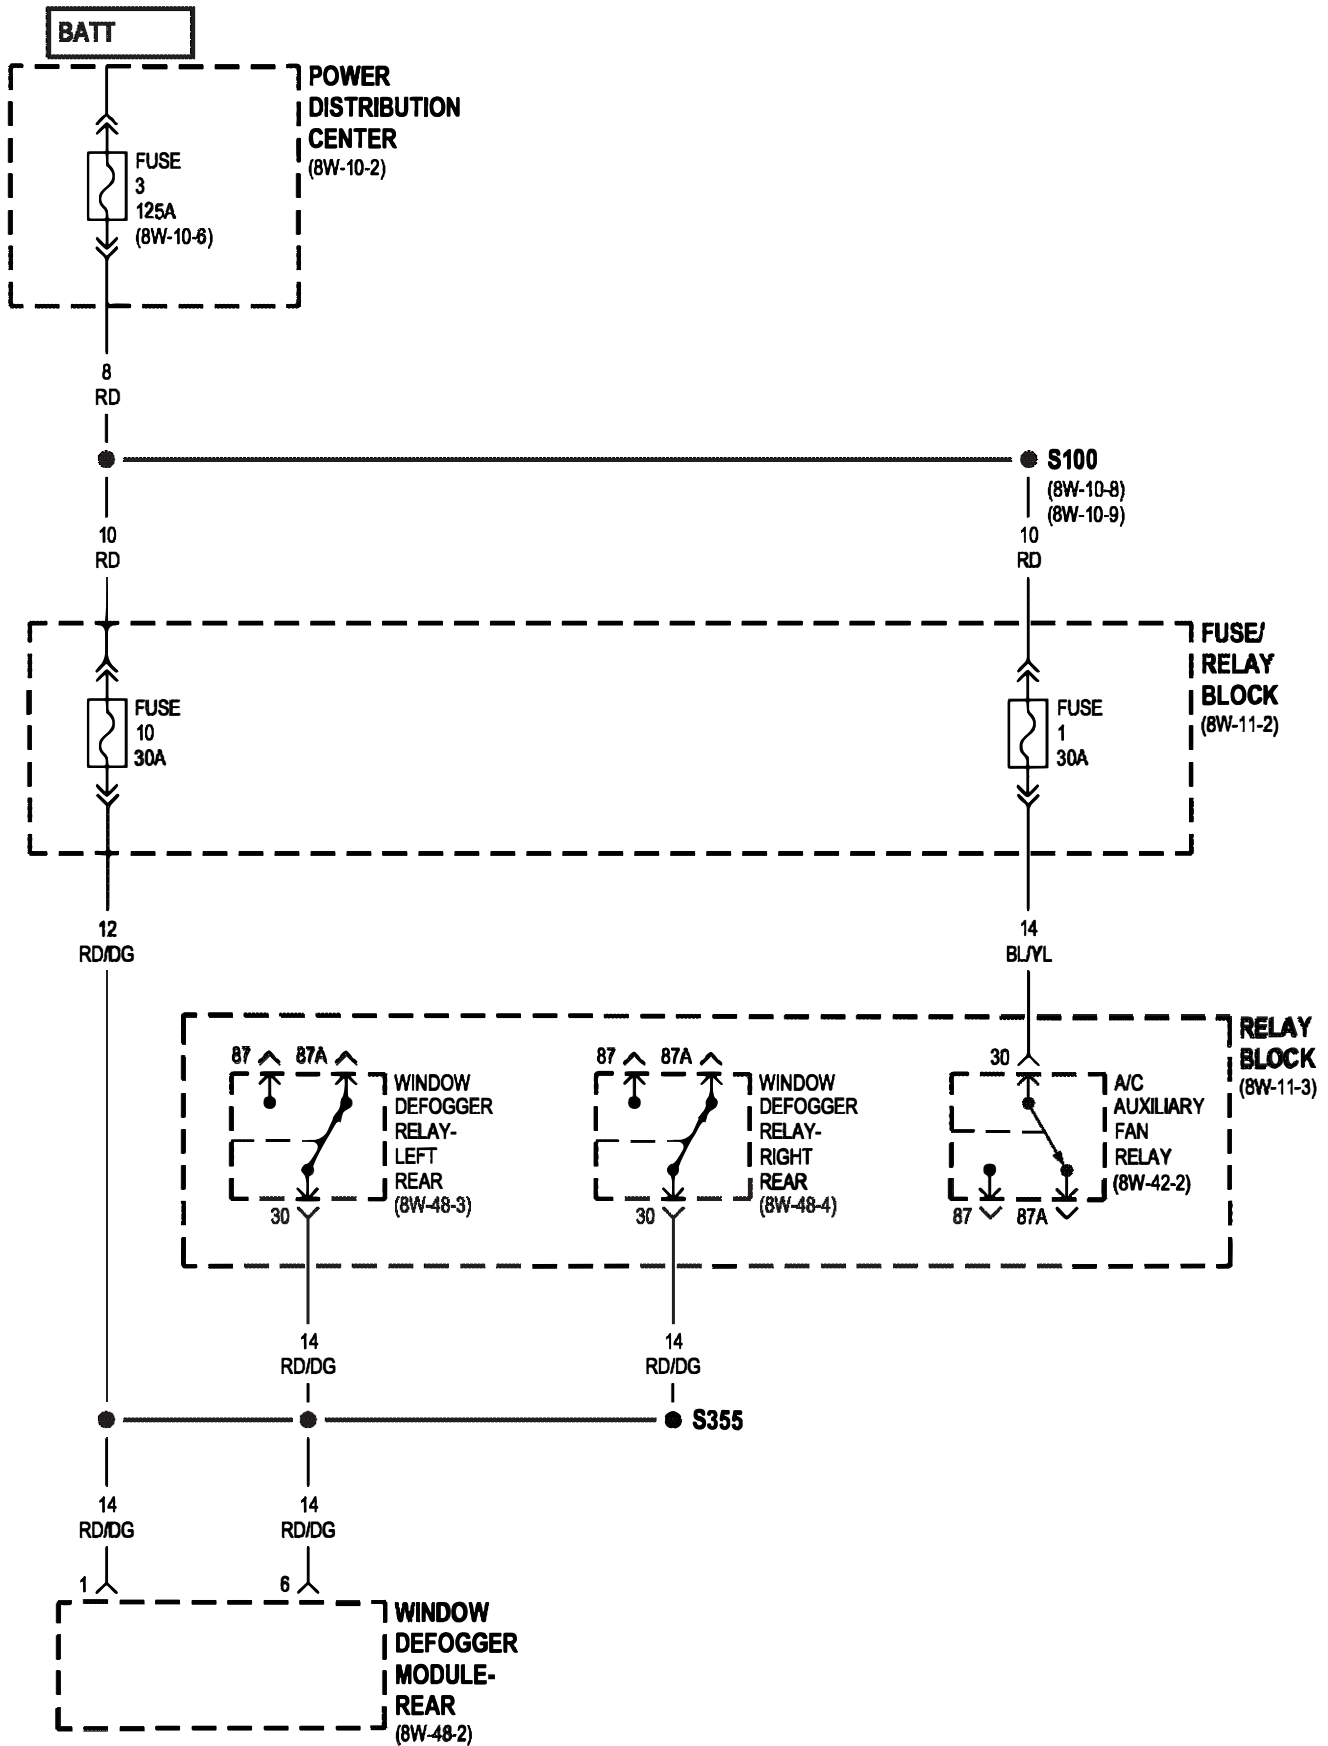 BATT
POWER
DISTRIBUTION
CENTER
(8W-10-2)
FUSE
3
125A
(8W-10-6)
8
RD
S100
(8W-10-8)
(8W-10-9)
10
RD
10
RD
FUSE/
RELAY
BLOCK
(8W-11-2)
FUSE
10
30A
FUSE
1
30A
12
RD/DG
14
BL/YL
RELAY
BLOCK
(8W-11-3)
87 87A
WINDOW
DEFOGGER
RELAY-
LEFT
REAR
(8W-48-3)
30
87 87A
WINDOW
DEFOGGER
RELAY-
RIGHT
REAR
(8W-48-4)
30
30
A/C
AUXILIARY
FAN
RELAY
(8W-42-2)
87 87A
14
RD/DG
14
RD/DG
S355
14
RD/DG
14
RD/DG
1 6
WINDOW
DEFOGGER
MODULE-
REAR
(8W-48-2)